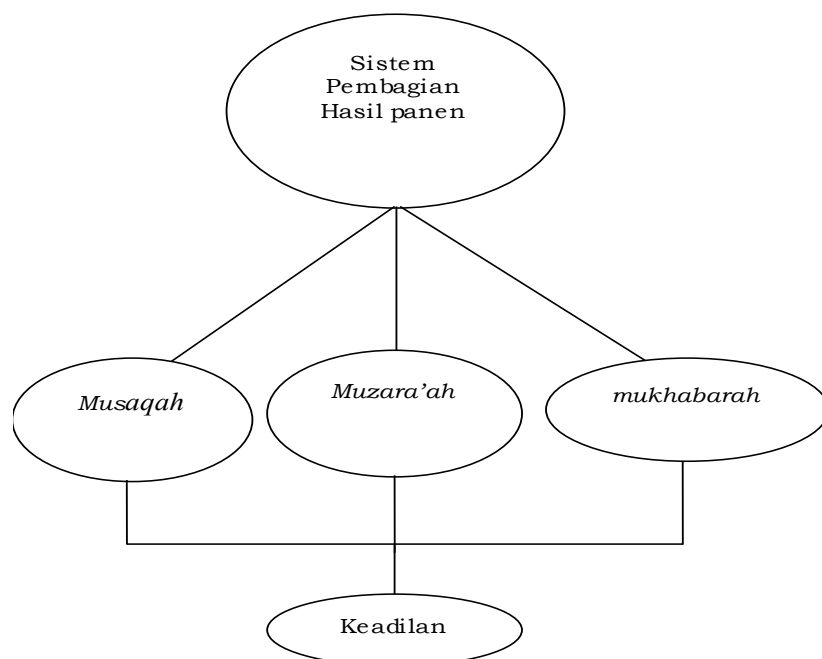 Sistem
Pembagian
Hasil panen
Musaqah
Muzara'ah
mukhabarah
Keadilan